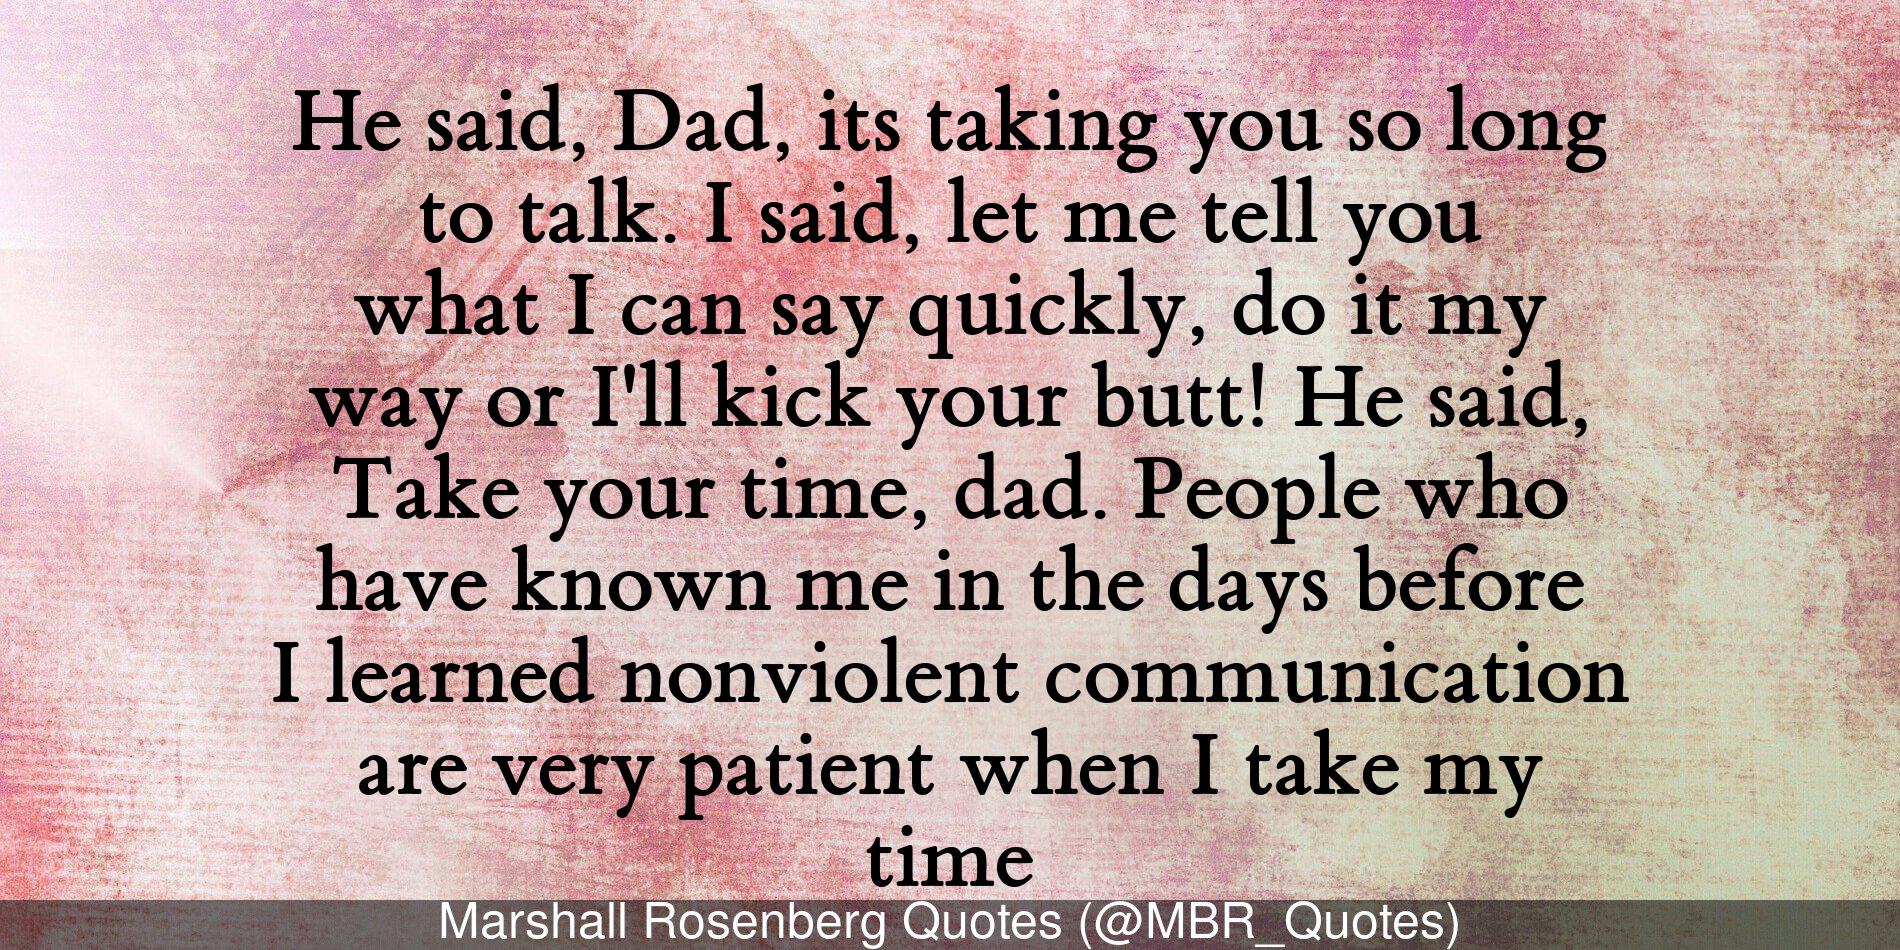 He said, Dad, its taking you so long
to talk. I said, let me tell you
what I can say quickly, do it my
way or I'll kick your butt! He said,
Take your time, dad. People who
have known me in the days before
I learned nonviolent communication
are very patient when I take my
time
Marshall Rosenberg Quotes (@MBR_Quotes)